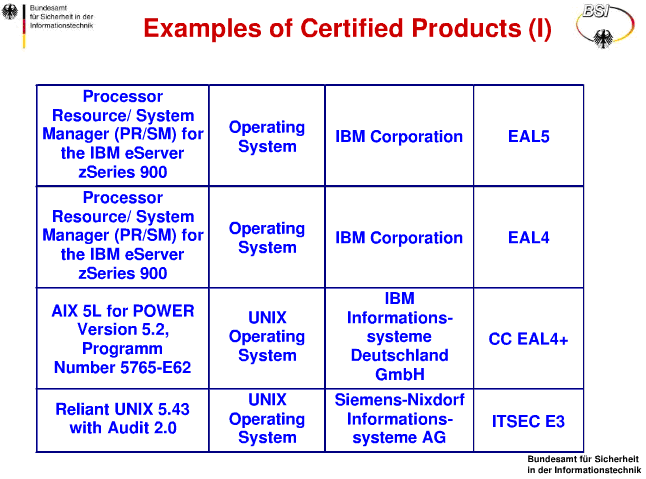 Bundesamt
für Sicherheit in der
Informationstechnik
Examples of Certified Products (I)
BSI
Processor
Resource/ System
Manager (PR/SM) for
the IBM eServer
zSeries 900
Operating
System
IBM Corporation
EAL5
Processor
Resource/ System
Manager (PR/SM) for
the IBM eServer
zSeries 900
Operating
System
IBM Corporation
EAL4
AIX 5L for POWER
Version 5.2,
Programm
Number 5765-E62
UNIX
Operating
System
IBM
Informations-
systeme
Deutschland
GmbH
CC EAL4+
Reliant UNIX 5.43
with Audit 2.0
UNIX
Operating
System
Siemens-Nixdorf
Informations-
systeme AG
ITSEC E3
Bundesamt für Sicherheit
in der Informationstechnik